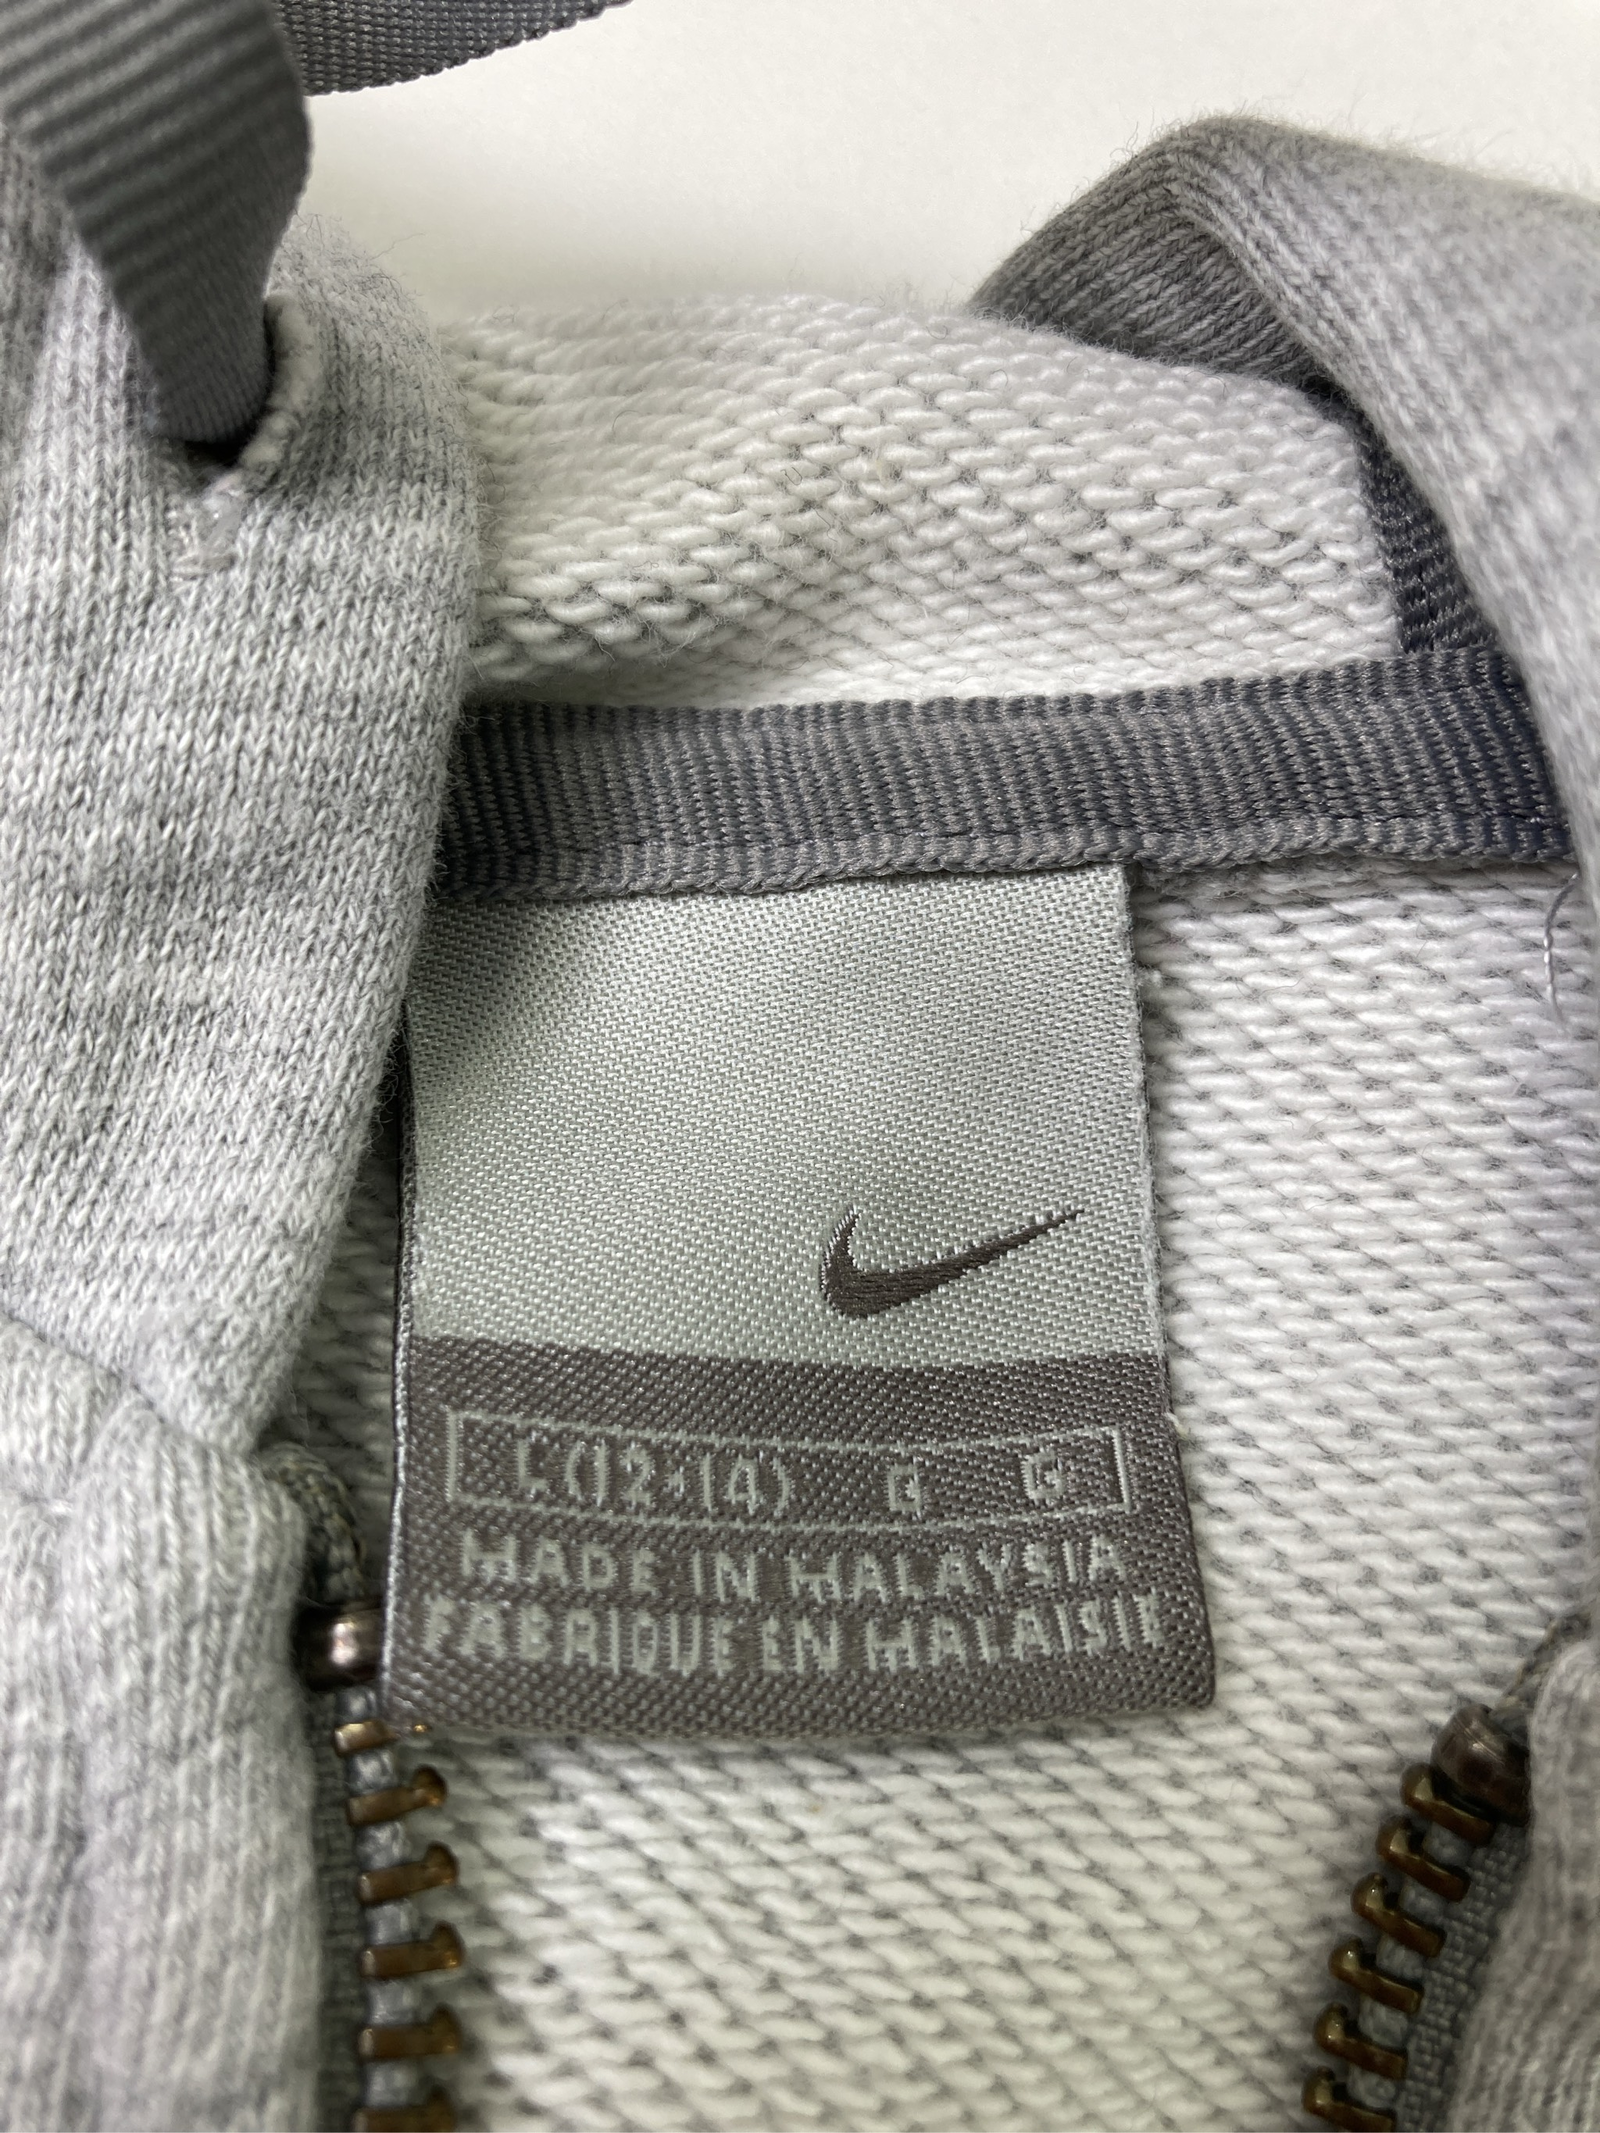 L(12-14) G G
MADE IN MALAYSIA
FABRIQUE EN MALAISIE